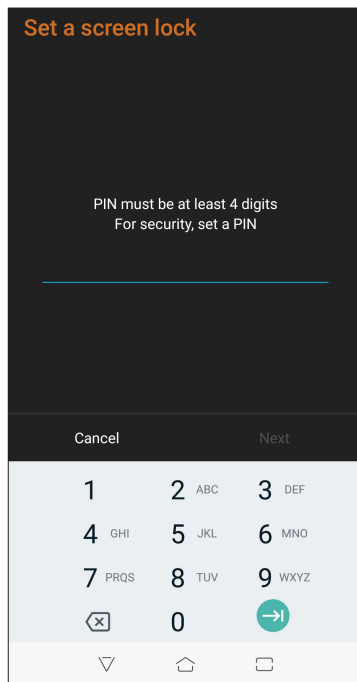 Set a screen lock
PIN must be at least 4 digits
For security, set a PIN
Cancel Next
1 2 ABC 3 DEF
4 GHI 5 JKL 6 MNO
7 PRQS 8 TUV 9 WXYZ
0